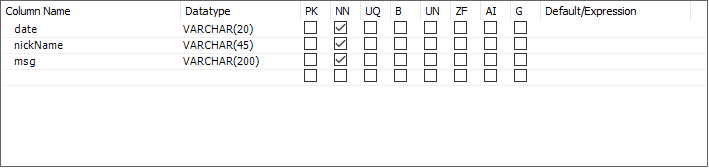 Column Name Datatype PK NN UQ B UN ZF AI G Default/Expression
date VARCHAR(20)
nickName VARCHAR(45)
msg VARCHAR(200)